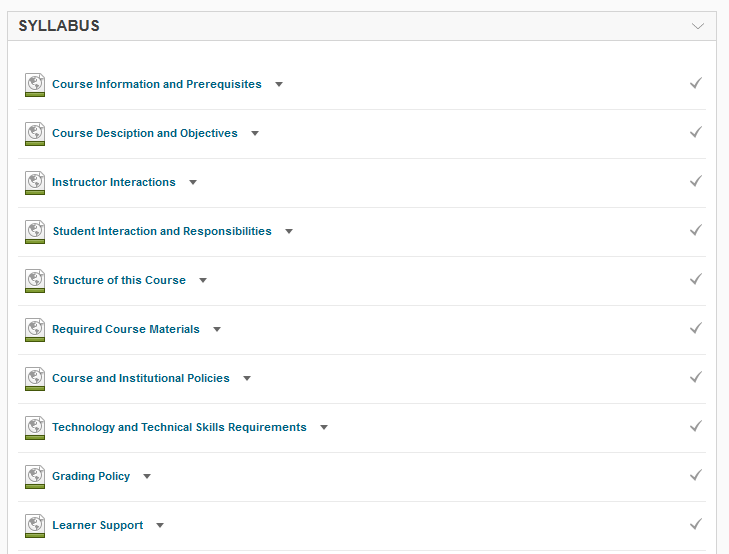 SYLLABUS
Course Information and Prerequisites
Course Desciption and Objectives
Instructor Interactions
Student Interaction and Responsibilities
Structure of this Course
Required Course Materials
Course and Institutional Policies
Technology and Technical Skills Requirements
Grading Policy
Learner Support